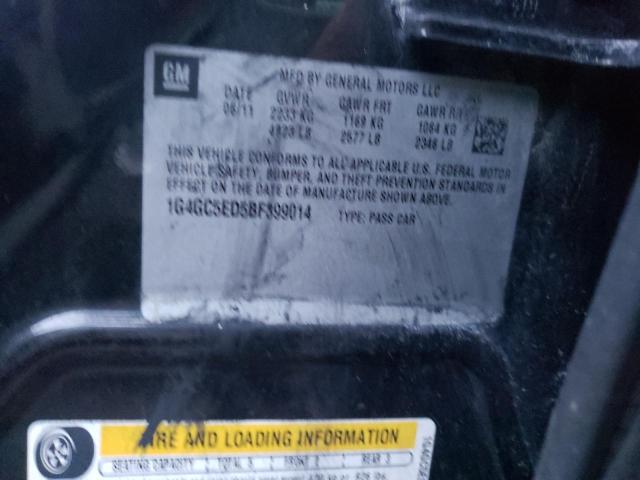 GM
MFD BY GENERAL MOTORS LLC
DATE GVWR GAWR FRT GAWR RR
06/11 2233 KG 1169 KG 1064 KG
4923 LB 2577 LB 2346 LB
THIS VEHICLE CONFORMS TO ALL APPLICABLE U.S. FEDERAL MOTOR
VEHICLE SAFETY, BUMPER, AND THEFT PREVENTION STANDARDS IN
EFFECT ON THE DATE OF MANUFACTURE SHOWN ABOVE.
1G4GC5ED5BF399014 TYPE: PASS CAR
TIRE AND LOADING INFORMATION
SEATING CAPACITY TOTAL 5 FRONT 2 REAR 3